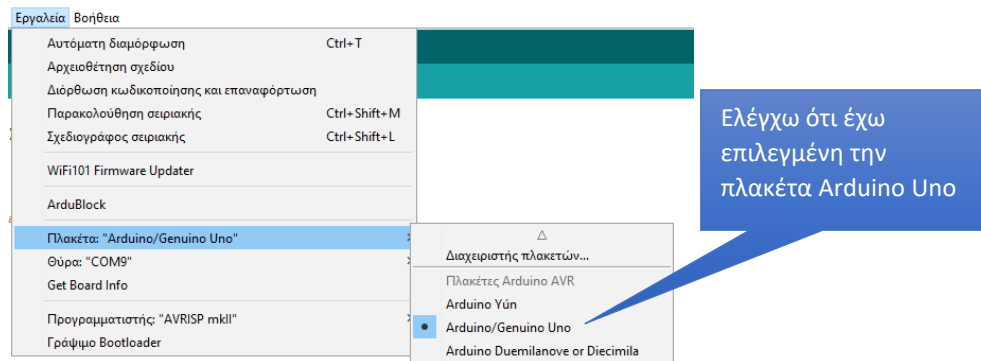 Εργαλεία Βοήθεια
Αυτόματη διαμόρφωση Ctrl+T
Αρχειοθέτηση σχεδίου
Διόρθωση κωδικοποίησης και επαναφόρτωση
Παρακολούθηση σειριακής Ctrl+Shift+M
Σχεδιογράφος σειριακής Ctrl+Shift+L
WiFi101 Firmware Updater
ArduBlock
Πλακέτα: "Arduino/Genuino Uno"
Θύρα: "COM9"
Get Board Info
Προγραμματιστής: "AVRISP mkII"
Γράψιμο Bootloader
Διαχειριστής πλακετών...
Πλακέτες Arduino AVR
Arduino Yún
Arduino/Genuino Uno
Arduino Duemilanove or Diecimila
Ελέγχω ότι έχω
επιλεγμένη την
πλακέτα Arduino Uno